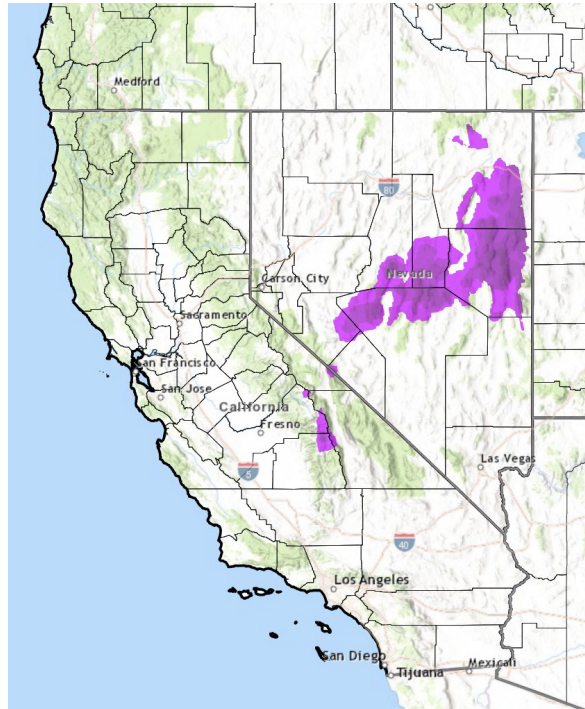 Medford
80
Carson City
Nevada
Sacramento
San Francisco
San Jose
California
Fresno
Las Vegas
5
40
Los Angeles
San Diego
Tijuana
Mexicali